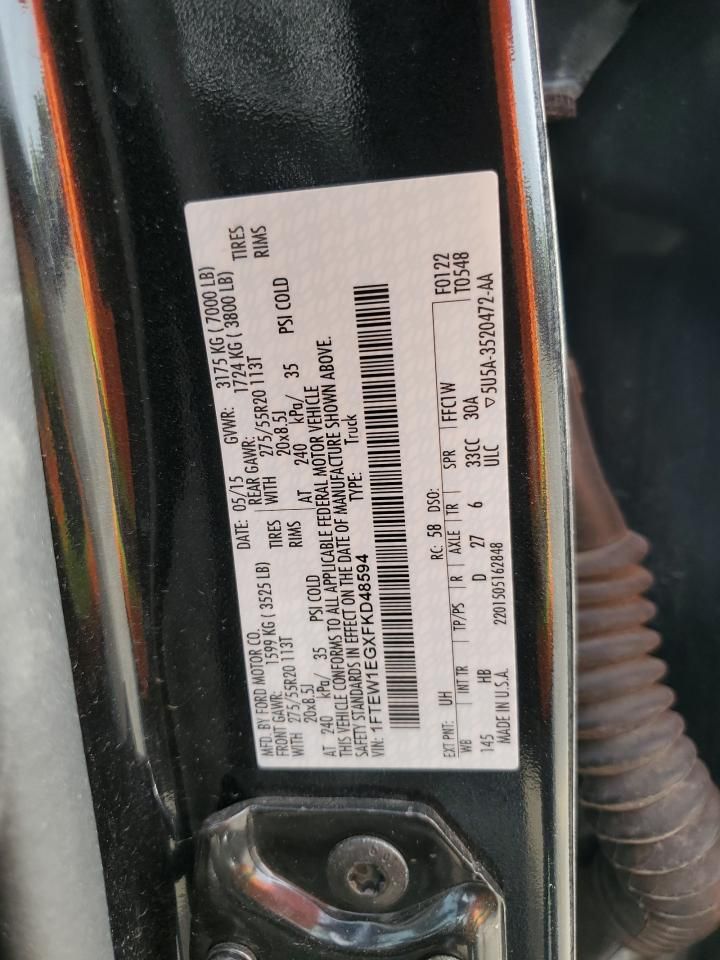 MFD. BY FORD MOTOR CO.
DATE: 05/15 GVWR: 3175 KG ( 7000 LB)
FRONT GAWR: 1599 KG ( 3525 LB) REAR GAWR: 1724 KG ( 3800 LB)
WITH 275/55R20 113T TIRES WITH 275/55R20 113T TIRES
20x8.5J RIMS 20x8.5J RIMS
AT 240 kPa/ 35 PSI COLD AT 240 kPa/ 35 PSI COLD
THIS VEHICLE CONFORMS TO ALL APPLICABLE FEDERAL MOTOR VEHICLE
SAFETY STANDARDS IN EFFECT ON THE DATE OF MANUFACTURE SHOWN ABOVE.
VIN: 1FTEW1EGXFKD48594 TYPE: Truck
EXT PNT: UH RC: 58 DSO: F0122
WB INT TR TP/PS R AXLE TR SPR FFC1W T0548
145 HB D 27 6 33CC 30A
MADE IN U.S.A. 2201505162848 ULC ▽5U5A-3520472-AA